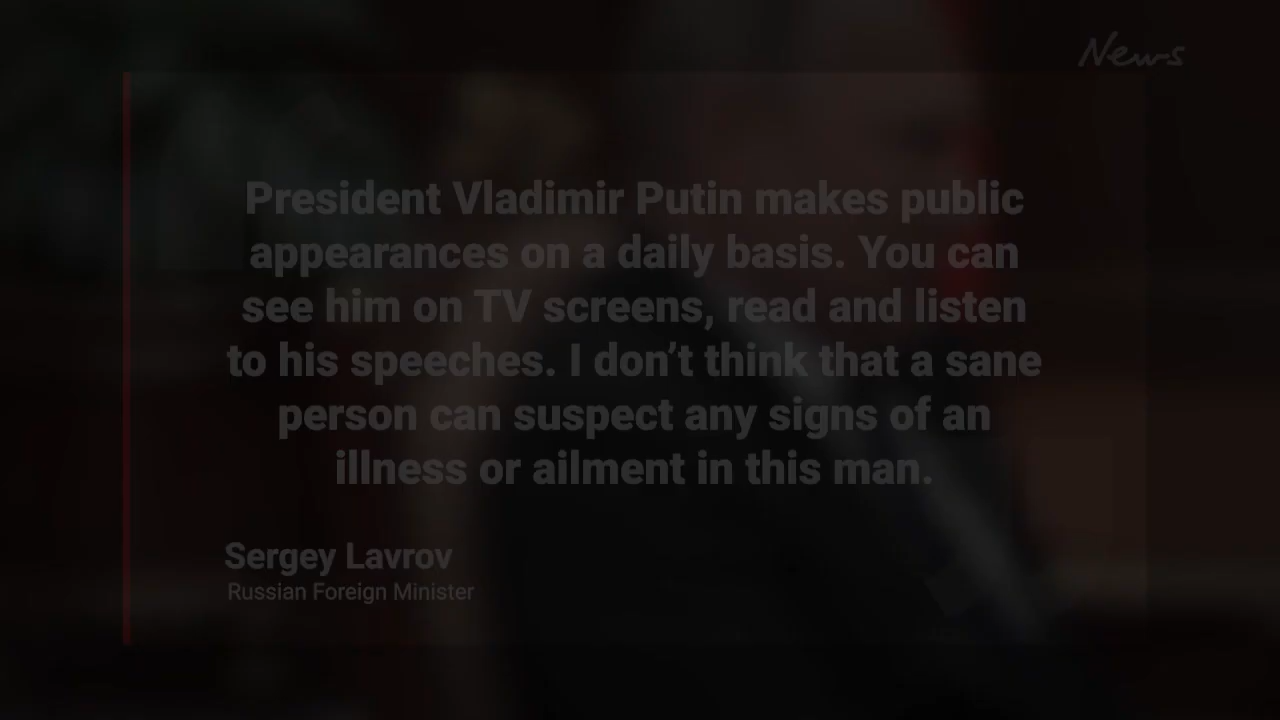 News
President Vladimir Putin makes public
appearances on a daily basis. You can
see him on TV screens, read and listen
to his speeches. I don’t think that a sane
person can suspect any signs of an
illness or ailment in this man.
Sergey Lavrov
Russian Foreign Minister